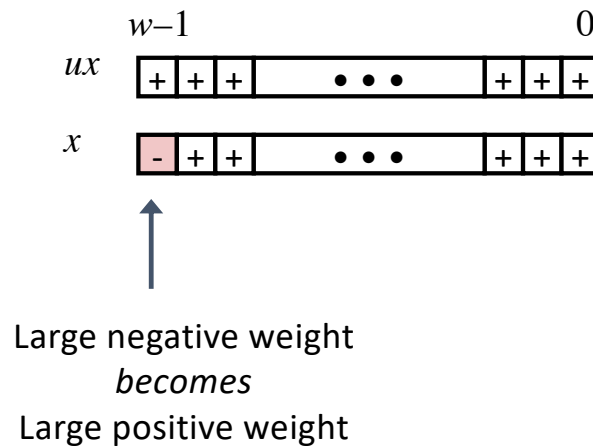 w–1 0
ux + + + • • • + + +
x - + + • • • + + +
Large negative weight
becomes
Large positive weight